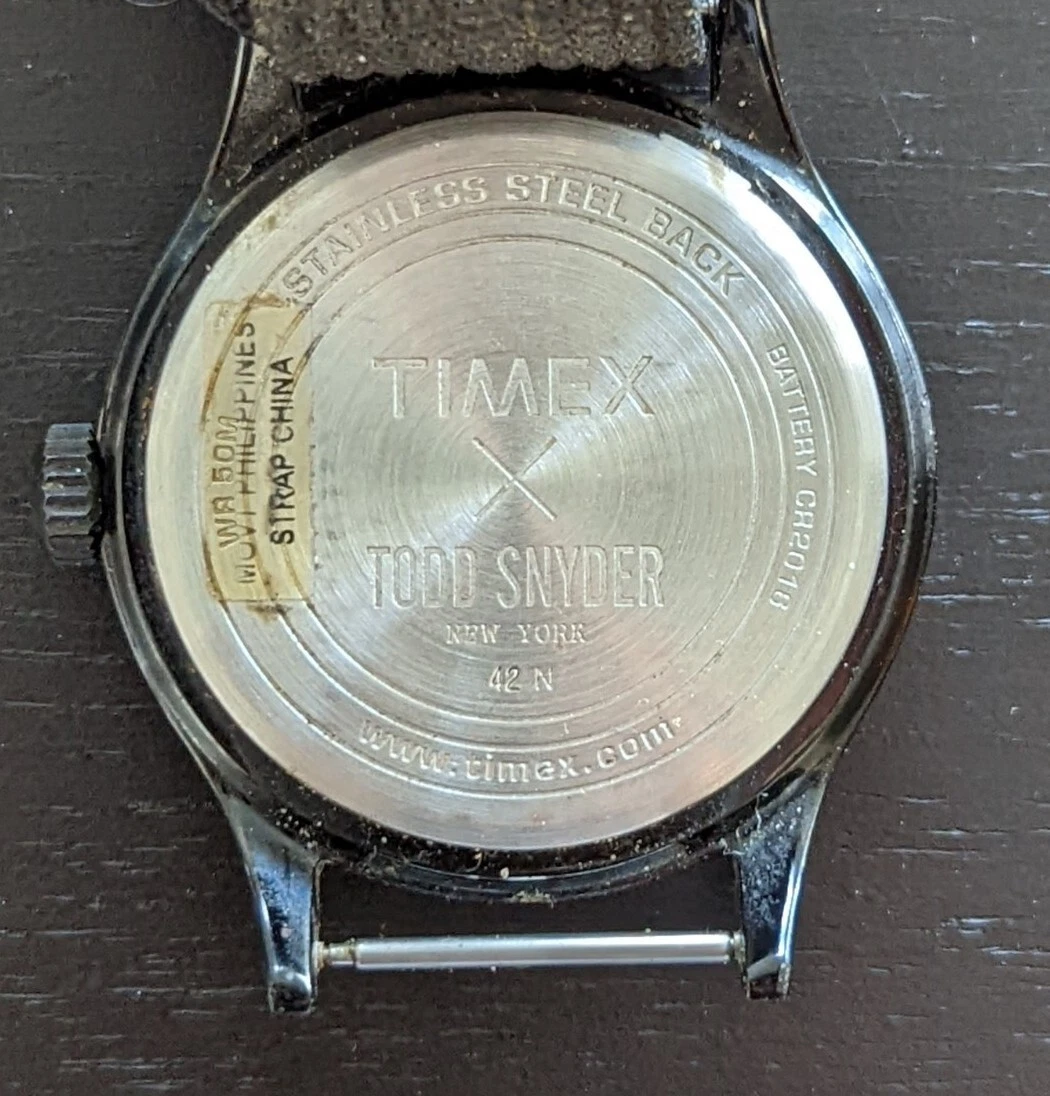 STAINLESS STEEL BACK
BATTERY CR2016
WR 50M
MOV'T PHILIPPINES
STRAP CHINA
TIMEX
X
TODD SNYDER
NEW YORK
42 N
www.timex.com